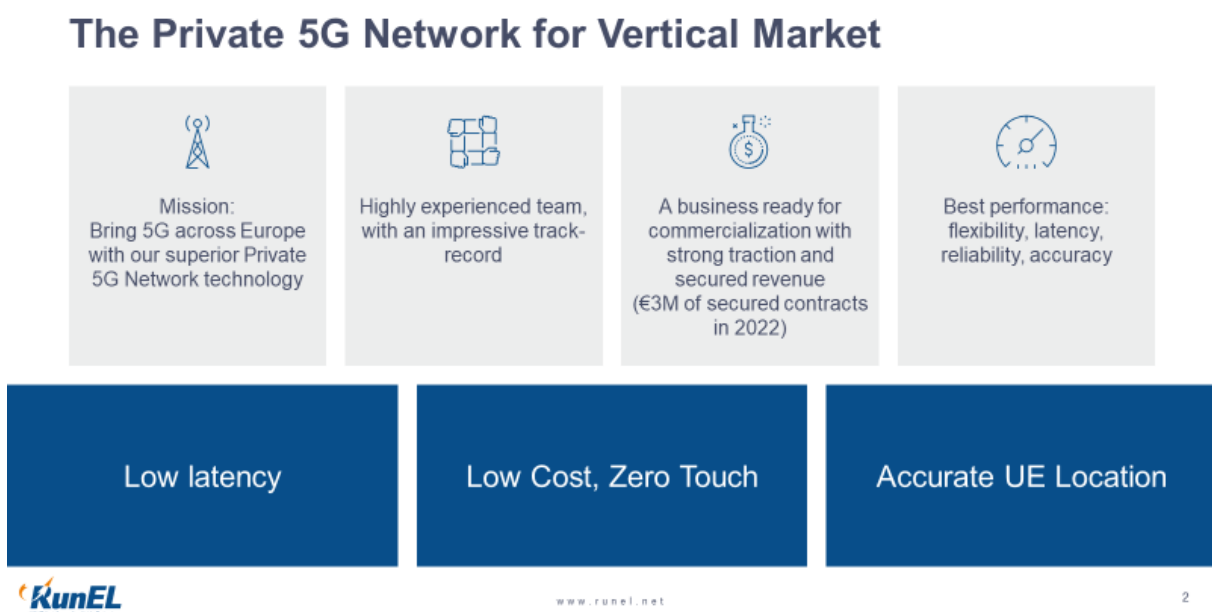 The Private 5G Network for Vertical Market
Mission:
Bring 5G across Europe
with our superior Private
5G Network technology
Highly experienced team,
with an impressive track-
record
$
A business ready for
commercialization with
strong traction and
secured revenue
(€3M of secured contracts
in 2022)
Best performance:
flexibility, latency,
reliability, accuracy
Low latency
Low Cost, Zero Touch
Accurate UE Location
RunEL
www.runel.net
2